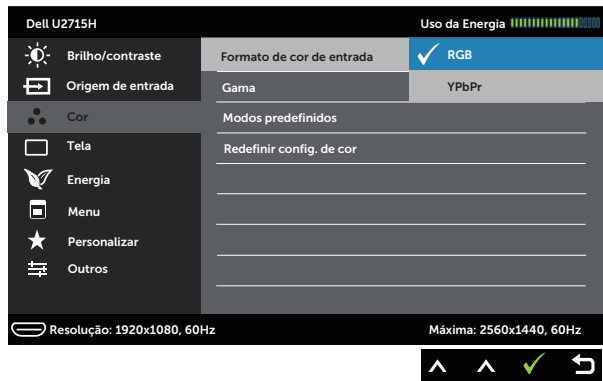 Dell U2715H
Uso da Energia
Brilho/contraste
Formato de cor de entrada
RGB
Origem de entrada
Gama
YPbPr
Cor
Modos predefinidos
Tela
Redefinir config. de cor
Energia
Menu
Personalizar
Outros
Resolução: 1920x1080, 60Hz
Máxima: 2560x1440, 60Hz